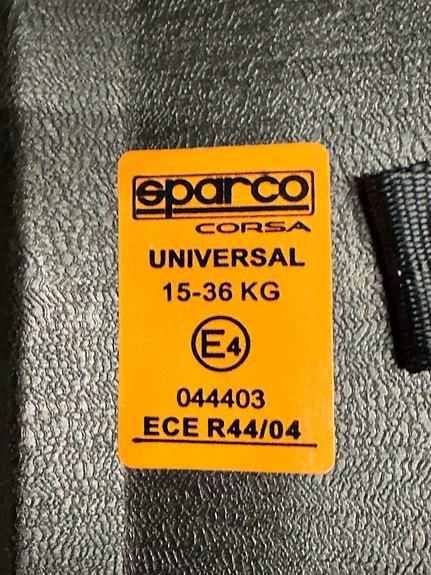 sparco
CORSA
UNIVERSAL
15-36 KG
E4
044403
ECE R44/04